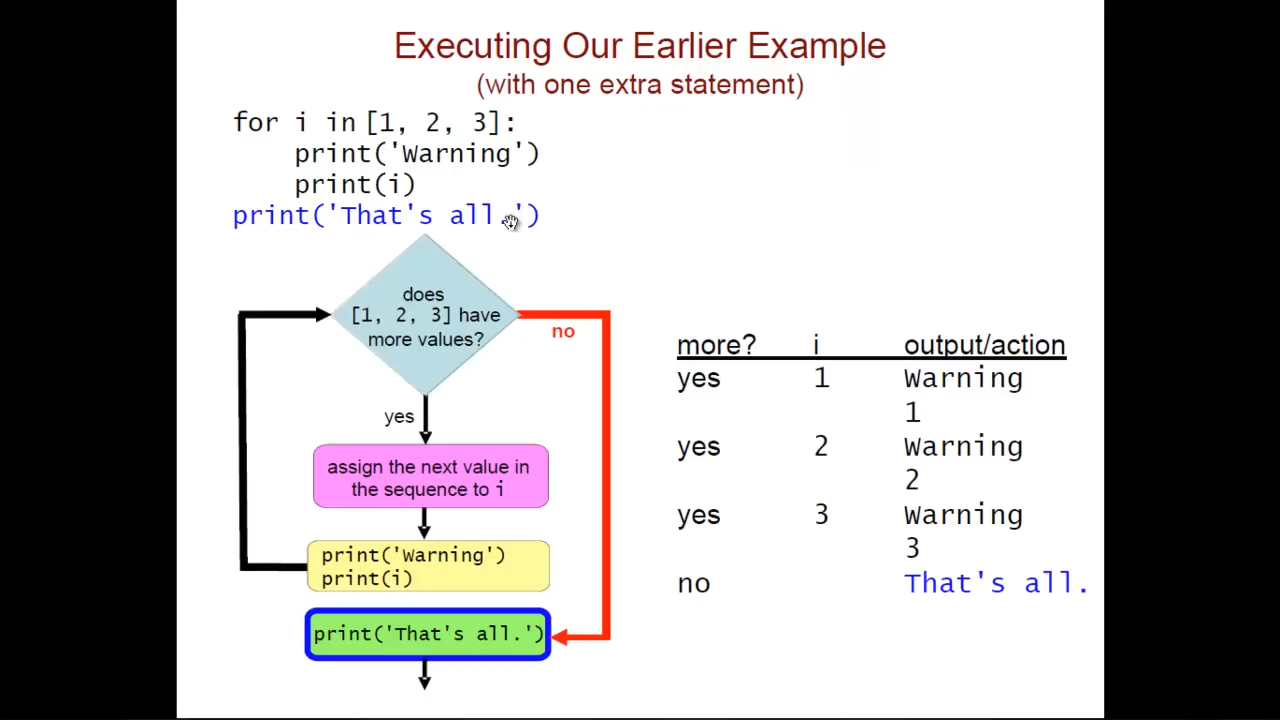 Executing Our Earlier Example
(with one extra statement)
for i in [1, 2, 3]:
    print('Warning')
    print(i)
print('That's all.')
does
[1, 2, 3] have
more values?
no
yes
assign the next value in
the sequence to i
print('Warning')
print(i)
print('That's all.')
more? i output/action
yes 1 Warning
1
yes 2 Warning
2
yes 3 Warning
3
no That's all.